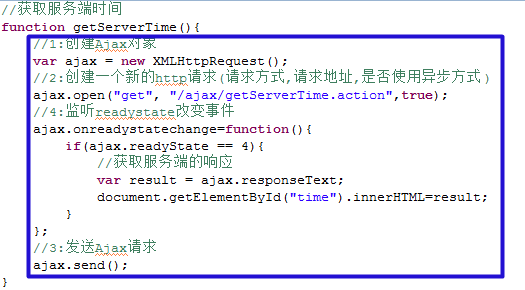 //获取服务端时间
function getServerTime(){
//1:创建Ajax对象
var ajax = new XMLHttpRequest();
//2:创建一个新的http请求(请求方式,请求地址,是否使用异步方式)
ajax.open("get", "/ajax/getServerTime.action",true);
//4:监听readystate改变事件
ajax.onreadystatechange=function(){
if(ajax.readyState == 4){
//获取服务端的响应
var result = ajax.responseText;
document.getElementById("time").innerHTML=result;
}
};
//3:发送Ajax请求
ajax.send();
}